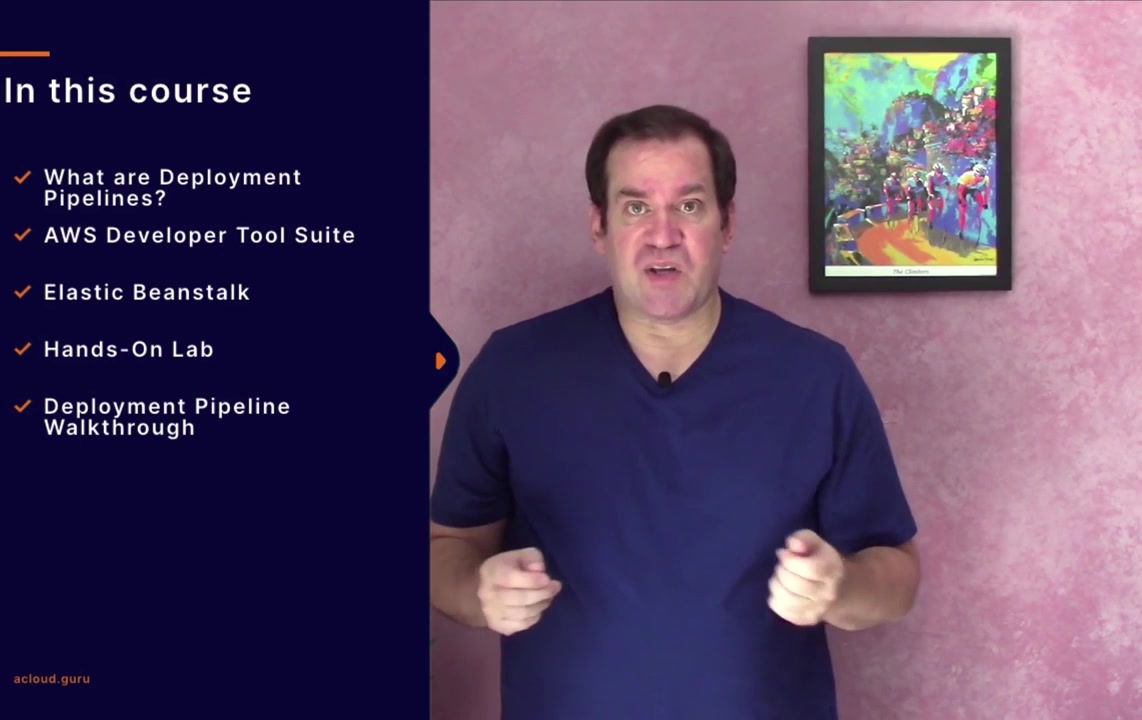 In this course
What are Deployment
Pipelines?
AWS Developer Tool Suite
Elastic Beanstalk
Hands-On Lab
Deployment Pipeline
Walkthrough
acloud.guru
The Climbers